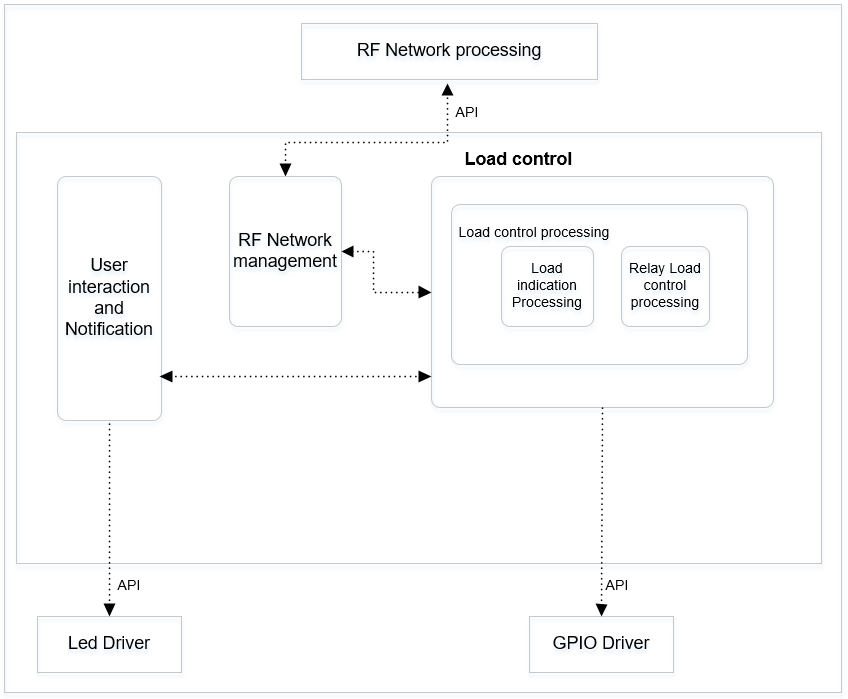 RF Network processing
API
Load control
User
interaction
and
Notification
RF Network
management
Load control processing
Load
indication
Processing
Relay Load
control
processing
API
API
Led Driver
GPIO Driver